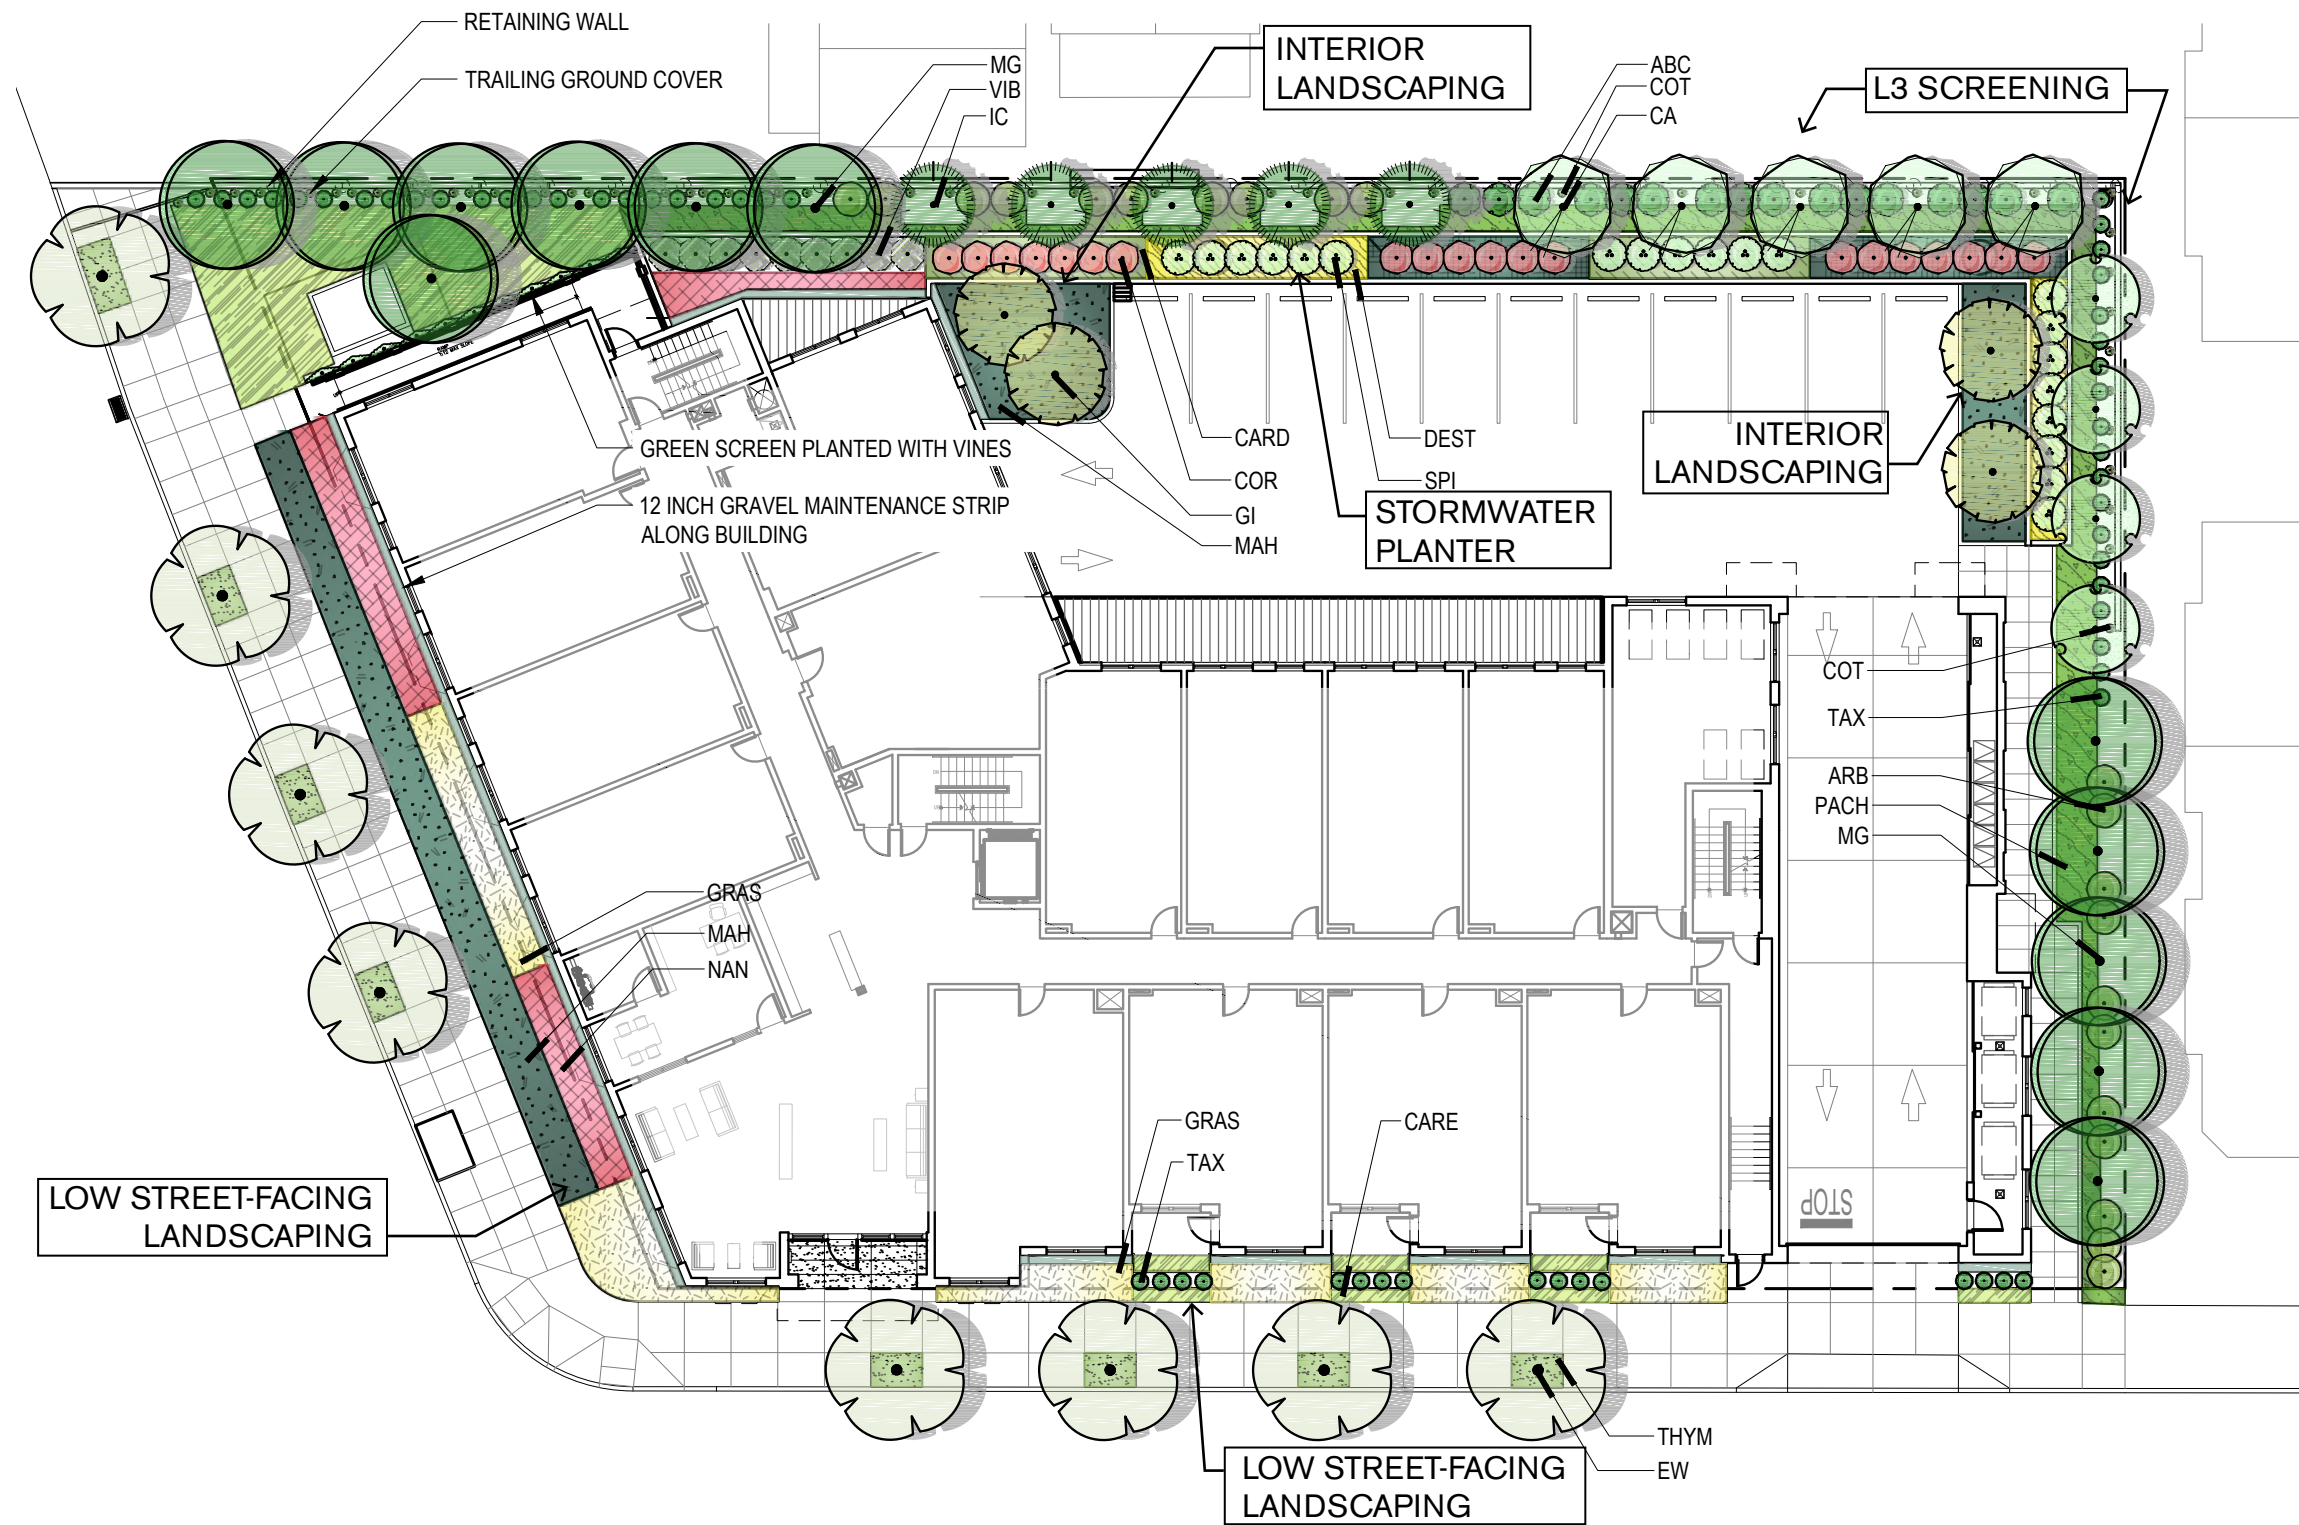 RETAINING WALL
TRAILING GROUND COVER
MG
VIB
IC
INTERIOR
LANDSCAPING
ABC
COT
CA
L3 SCREENING
GREEN SCREEN PLANTED WITH VINES
12 INCH GRAVEL MAINTENANCE STRIP
ALONG BUILDING
CARD
COR
GI
MAH
DEST
SPI
STORMWATER
PLANTER
INTERIOR
LANDSCAPING
COT
TAX
ARB
PACH
MG
GRAS
MAH
NAN
GRAS
TAX
CARE
STOP
LOW STREET-FACING
LANDSCAPING
THYM
EW
LOW STREET-FACING
LANDSCAPING